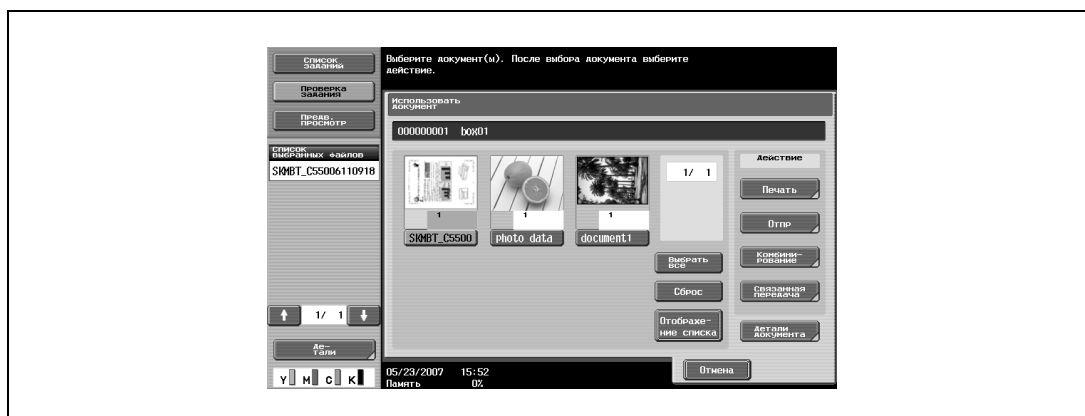 Список
заданий
Проверка
задания
Предв.
просмотр
Список
выбранных файлов
SKMBT_C55006110918
1/ 1
Де-
тали
Y M C K
Выберите документ(ы). После выбора документа выберите
действие.
Использовать
документ
000000001 box01
1 1 1
SKMBT_C5500 photo data document1
1/ 1
Выбрать
все
Сброс
Отображе-
ние списка
Действие
Печать
Отпр
Комбини-
рование
Связанная
передача
Детали
документа
Отмена
05/23/2007 15:52
Память 0%